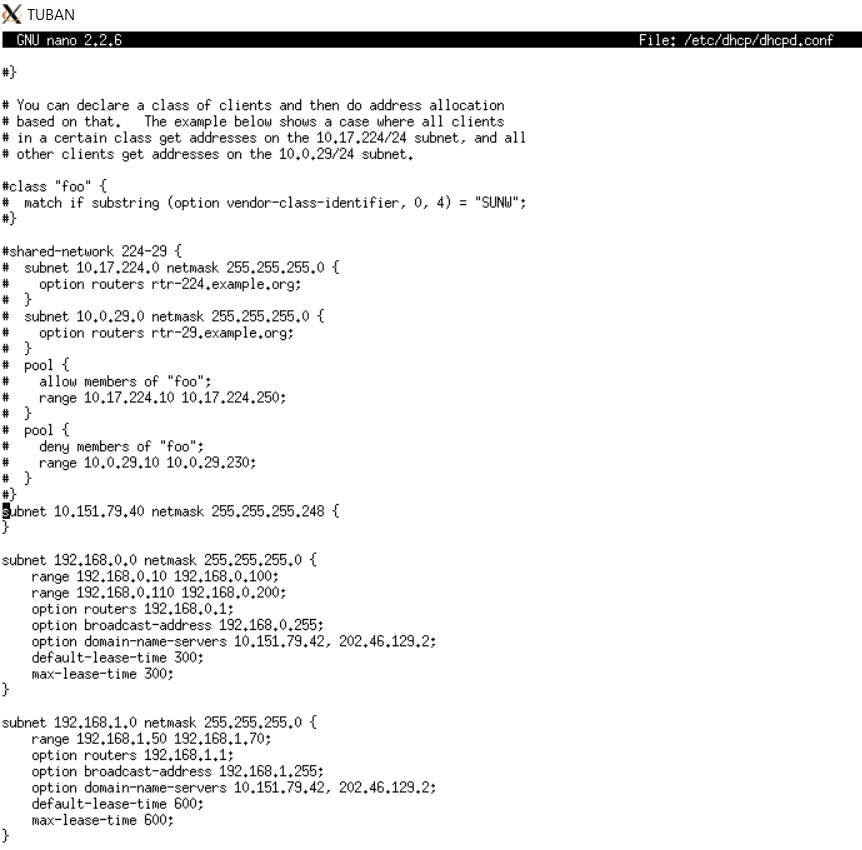 TUBAN
GNU nano 2.2.6 File: /etc/dhcp/dhcpd.conf
#}
# You can declare a class of clients and then do address allocation
# based on that.   The example below shows a case where all clients
# in a certain class get addresses on the 10.17.224/24 subnet, and all
# other clients get addresses on the 10.0.29/24 subnet.
#class "foo" {
#  match if substring (option vendor-class-identifier, 0, 4) = "SUNW";
#}
#shared-network 224-29 {
#  subnet 10.17.224.0 netmask 255.255.255.0 {
#    option routers rtr-224.example.org;
#  }
#  subnet 10.0.29.0 netmask 255.255.255.0 {
#    option routers rtr-29.example.org;
#  }
#  pool {
#    allow members of "foo";
#    range 10.17.224.10 10.17.224.250;
#  }
#  pool {
#    deny members of "foo";
#    range 10.0.29.10 10.0.29.230;
#  }
#}
subnet 10.151.79.40 netmask 255.255.255.248 {
}
subnet 192.168.0.0 netmask 255.255.255.0 {
    range 192.168.0.10 192.168.0.100;
    range 192.168.0.110 192.168.0.200;
    option routers 192.168.0.1;
    option broadcast-address 192.168.0.255;
    option domain-name-servers 10.151.79.42, 202.46.129.2;
    default-lease-time 300;
    max-lease-time 300;
}
subnet 192.168.1.0 netmask 255.255.255.0 {
    range 192.168.1.50 192.168.1.70;
    option routers 192.168.1.1;
    option broadcast-address 192.168.1.255;
    option domain-name-servers 10.151.79.42, 202.46.129.2;
    default-lease-time 600;
    max-lease-time 600;
}